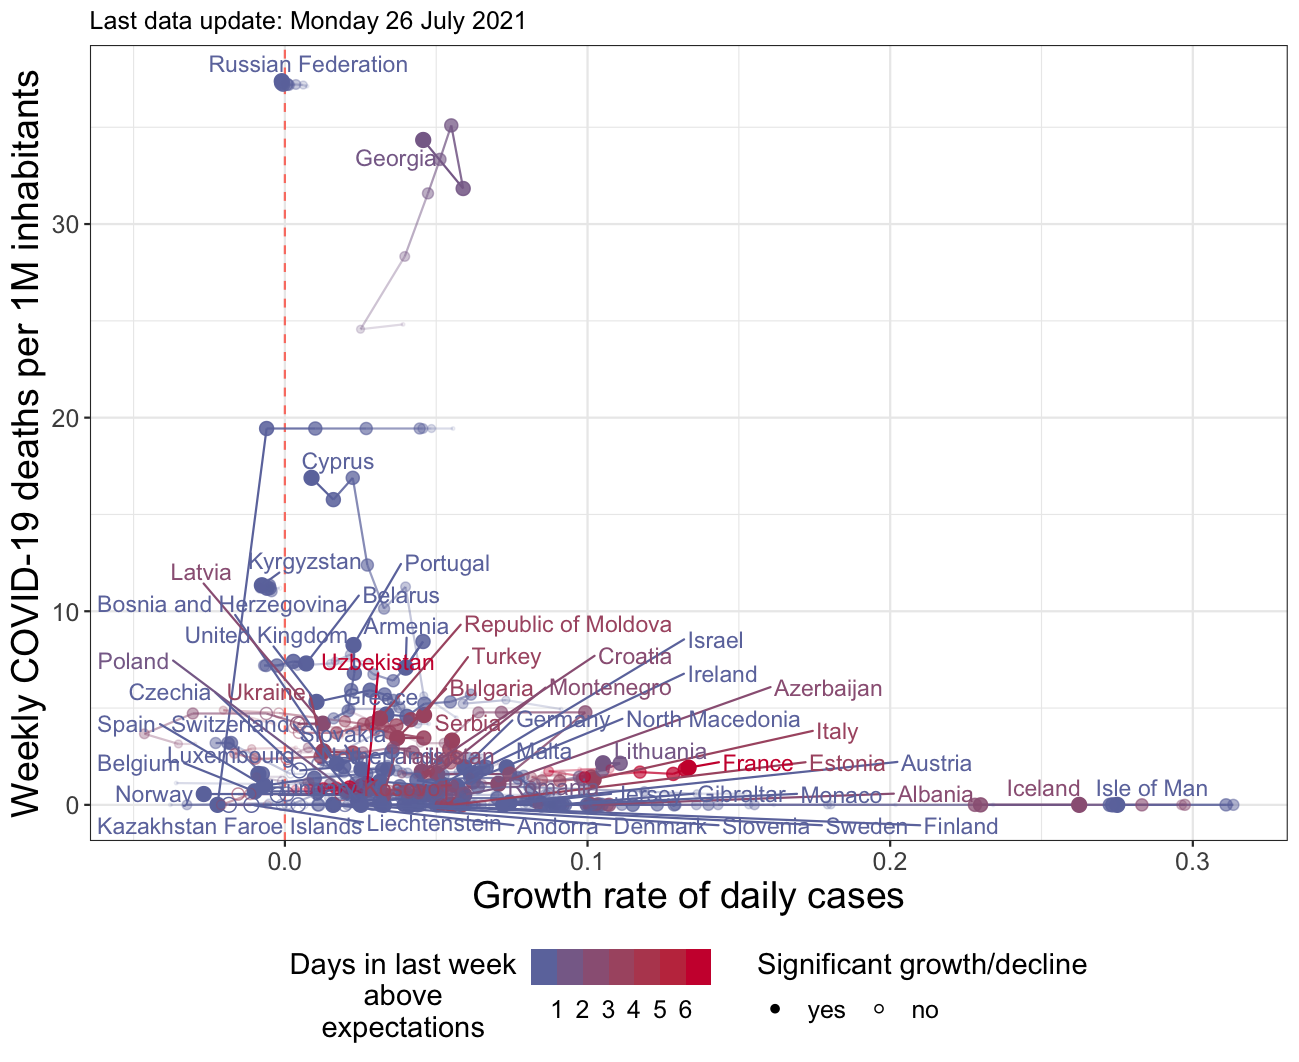 Last data update: Monday 26 July 2021
Weekly COVID-19 deaths per 1M inhabitants
30
20
10
0
Russian Federation
Georgia
Cyprus
Kyrgyzstan
Portugal
Latvia
Belarus
Bosnia and Herzegovina
Armenia
Republic of Moldova
United Kingdom
Israel
Uzbekistan
Turkey
Croatia
Poland
Ireland
Czechia
Ukraine
Greece
Bulgaria
Montenegro
Azerbaijan
Spain
Switzerland
Serbia
Germany
North Macedonia
Slovakia
Italy
Luxembourg
Malta
Lithuania
Belgium
France
Estonia
Austria
Norway
Jersey
Gibraltar
Monaco
Albania
Iceland
Isle of Man
Kazakhstan
Faroe Islands
Liechtenstein
Andorra
Denmark
Slovenia
Sweden
Finland
0.0
0.1
0.2
0.3
Growth rate of daily cases
Days in last week
above
expectations
1 2 3 4 5 6
Significant growth/decline
yes
no